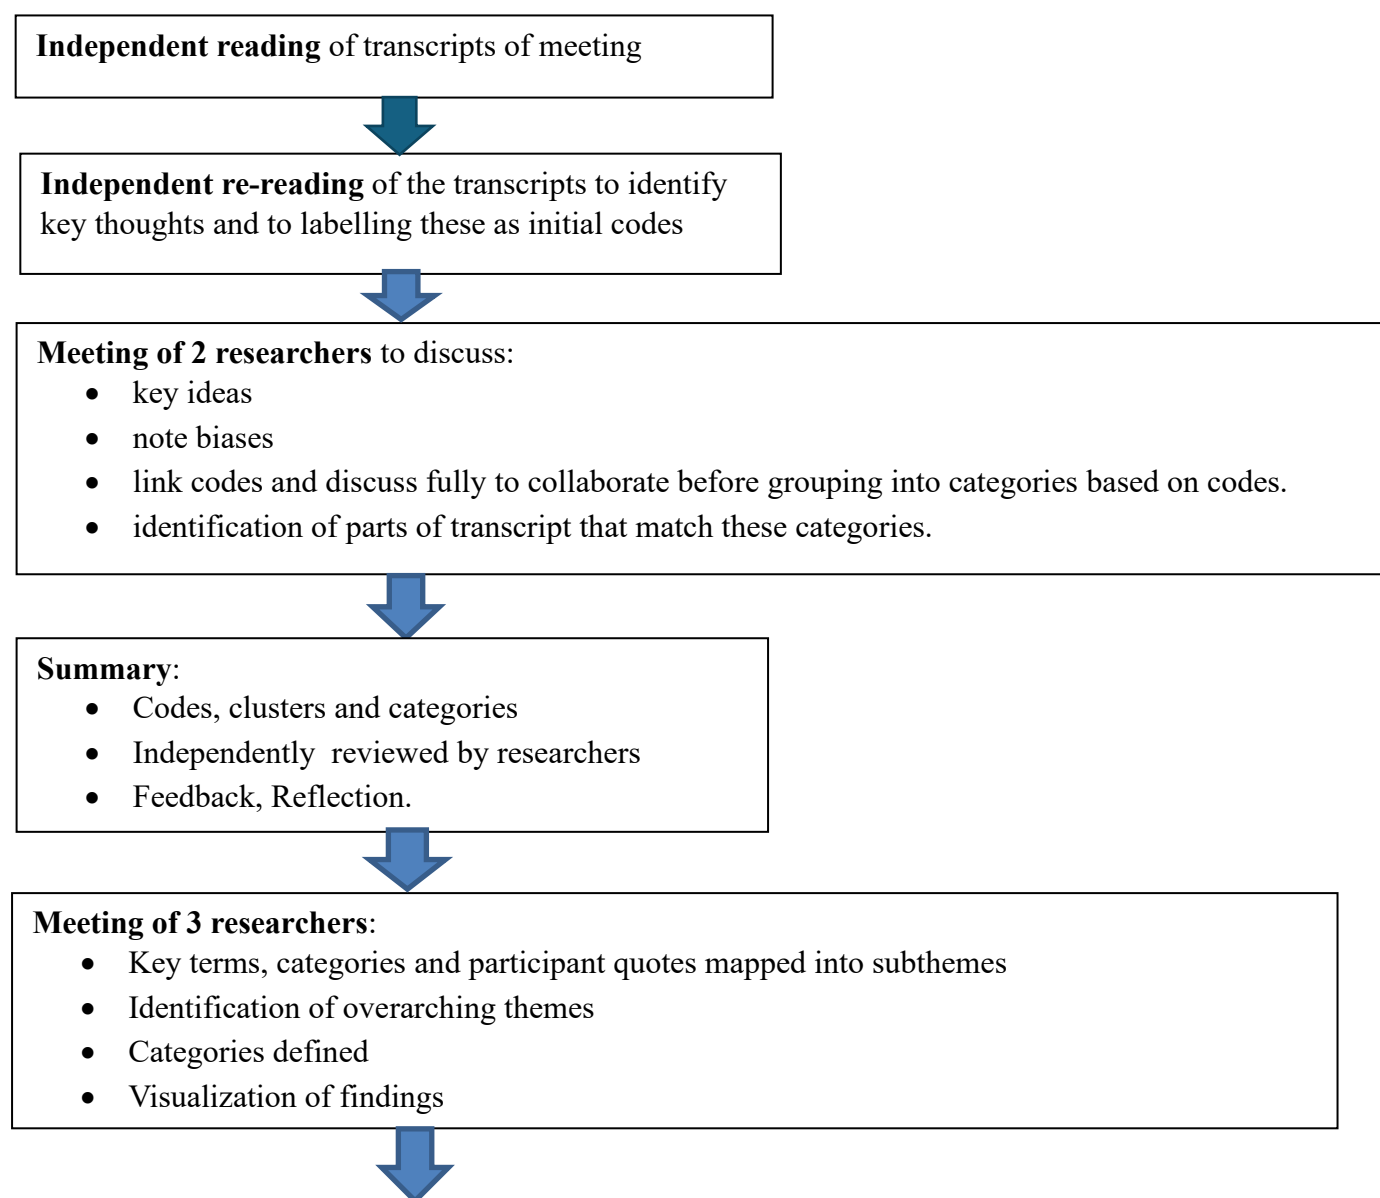 Independent reading of transcripts of meeting
Independent re-reading of the transcripts to identify
key thoughts and to labelling these as initial codes
Meeting of 2 researchers to discuss:
• key ideas
• note biases
• link codes and discuss fully to collaborate before grouping into categories based on codes.
• identification of parts of transcript that match these categories.
Summary:
• Codes, clusters and categories
• Independently  reviewed by researchers
• Feedback, Reflection.
Meeting of 3 researchers:
• Key terms, categories and participant quotes mapped into subthemes
• Identification of overarching themes
• Categories defined
• Visualization of findings